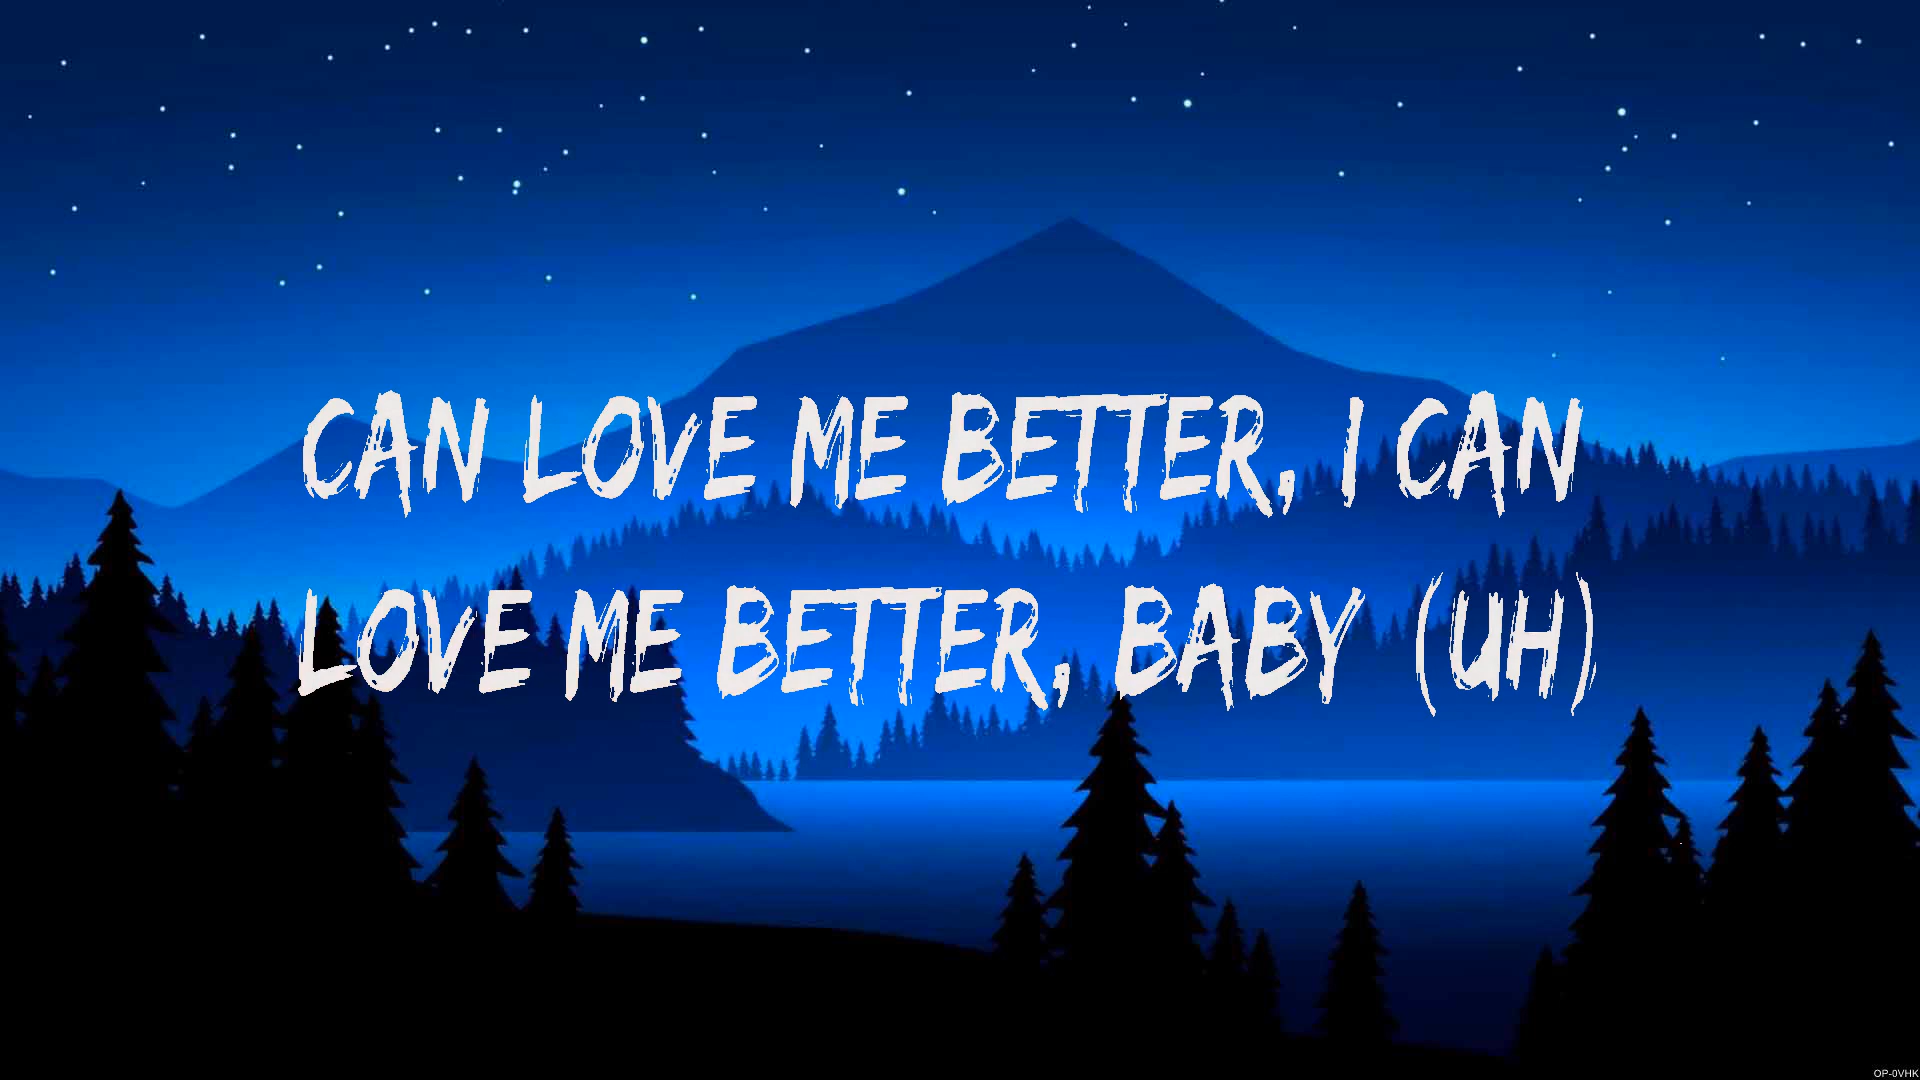 CAN LOVE ME BETTER, I CAN
LOVE ME BETTER, BABY (UH)
OP-0VHK